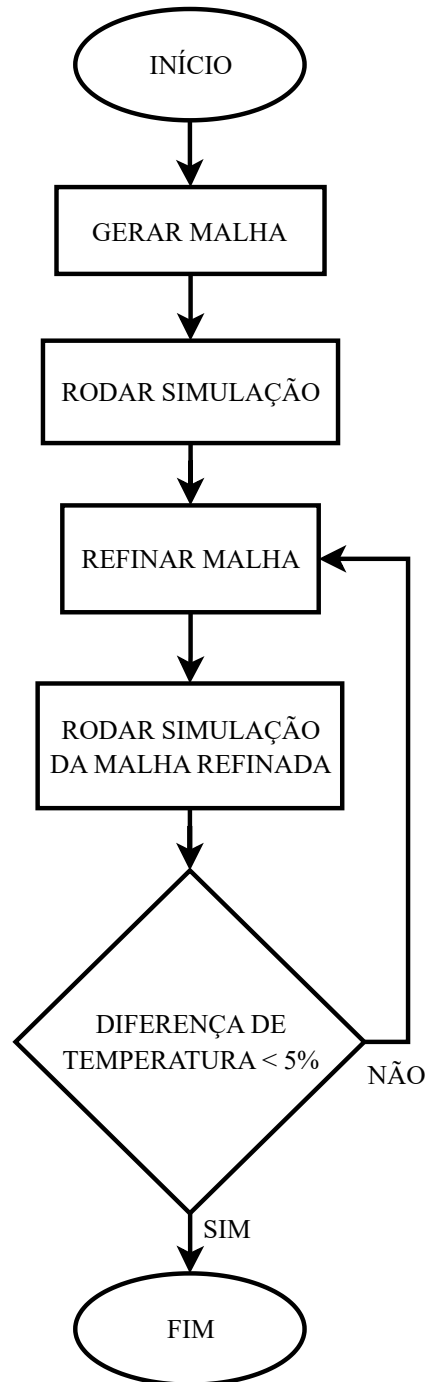 INÍCIO
GERAR MALHA
RODAR SIMULAÇÃO
REFINAR MALHA
RODAR SIMULAÇÃO
DA MALHA REFINADA
DIFERENÇA DE
TEMPERATURA < 5%
NÃO
SIM
FIM